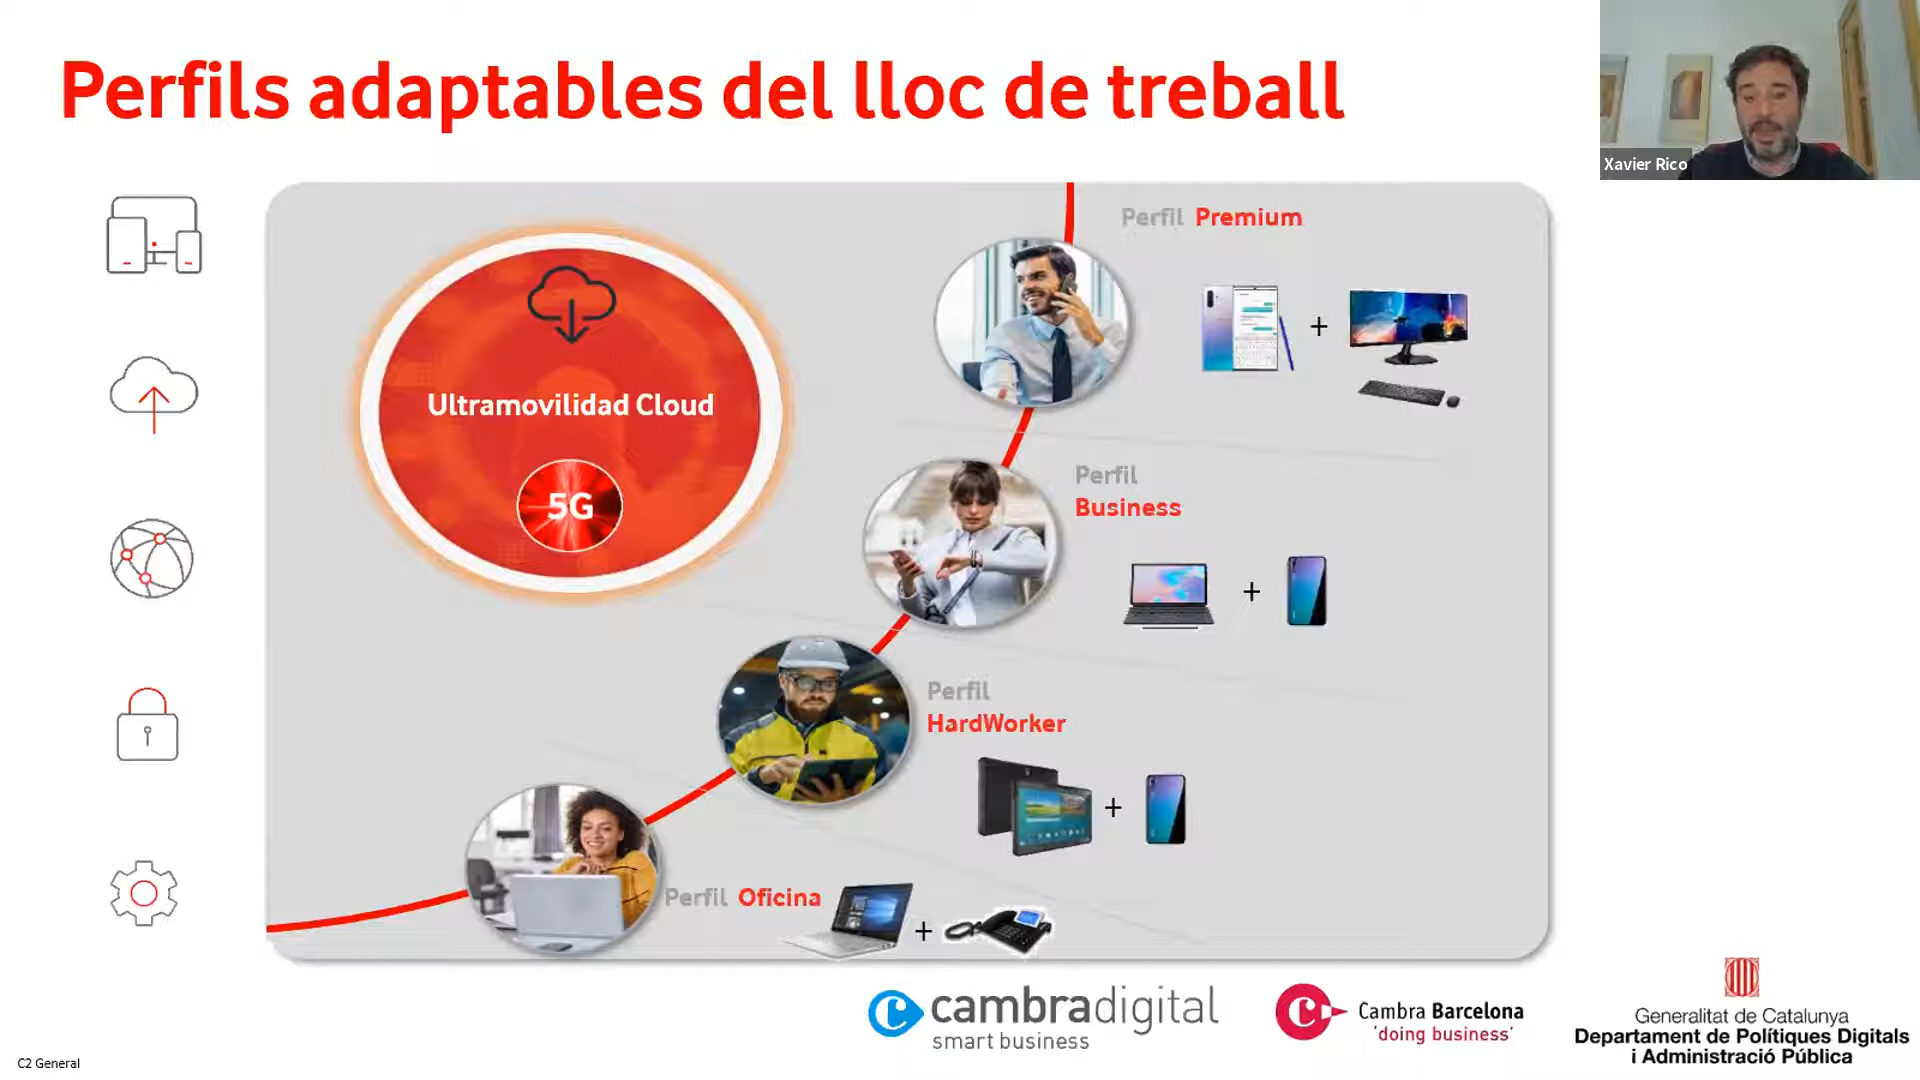 Perfils adaptables del lloc de treball
Xavier Rico
Perfil Premium
Ultramovilidad Cloud
5G
Perfil
Business
Perfil
HardWorker
Perfil Oficina
cambradigital
smart business
Cambra Barcelona
'doing business'
Generalitat de Catalunya
Departament de Polítiques Digitals
i Administració Pública
C2 General